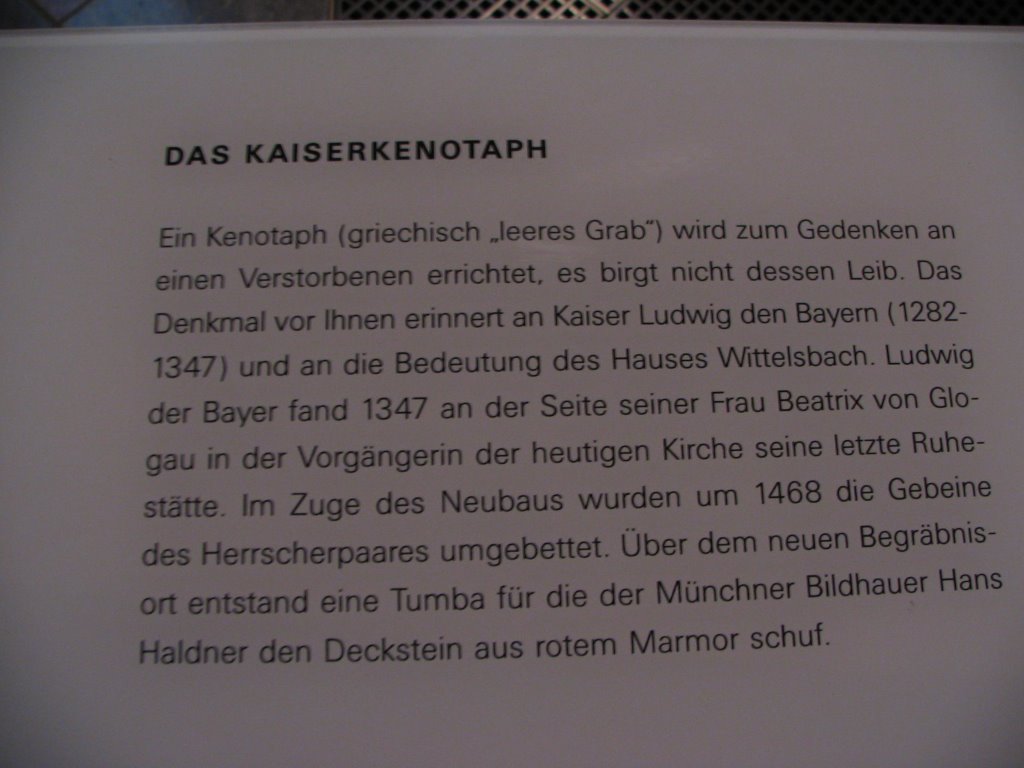 DAS KAISERKENOTAPH
Ein Kenotaph (griechisch „leeres Grab“) wird zum Gedenken an
einen Verstorbenen errichtet, es birgt nicht dessen Leib. Das
Denkmal vor Ihnen erinnert an Kaiser Ludwig den Bayern (1282-
1347) und an die Bedeutung des Hauses Wittelsbach. Ludwig
der Bayer fand 1347 an der Seite seiner Frau Beatrix von Glo-
gau in der Vorgängerin der heutigen Kirche seine letzte Ruhe-
stätte. Im Zuge des Neubaus wurden um 1468 die Gebeine
des Herrscherpaares umgebettet. Über dem neuen Begräbnis-
ort entstand eine Tumba für die der Münchner Bildhauer Hans
Haldner den Deckstein aus rotem Marmor schuf.